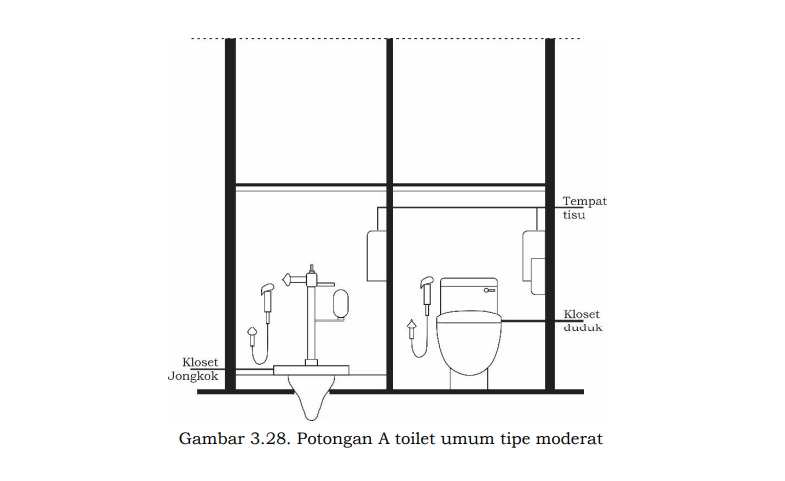 Tempat
tisu
Kloset
duduk
Kloset
Jongkok
Gambar 3.28. Potongan A toilet umum tipe moderat